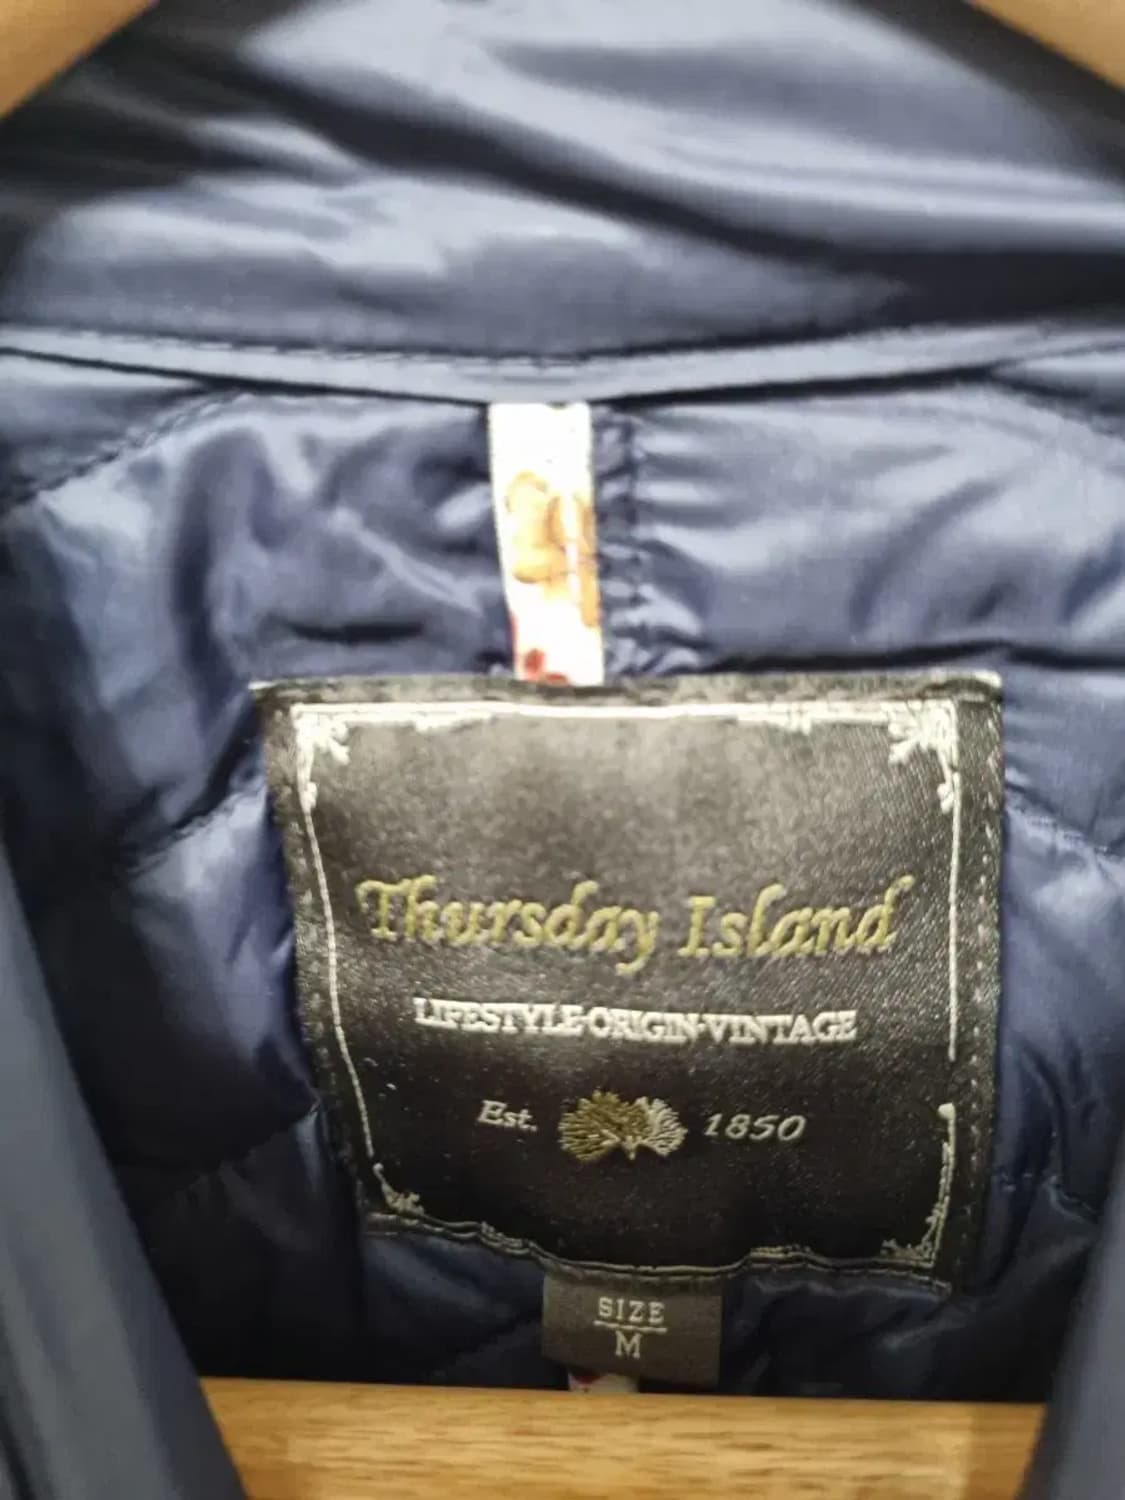 Thursday Island
LIFESTYLE·ORIGIN·VINTAGE
Est. 1850
SIZE
M